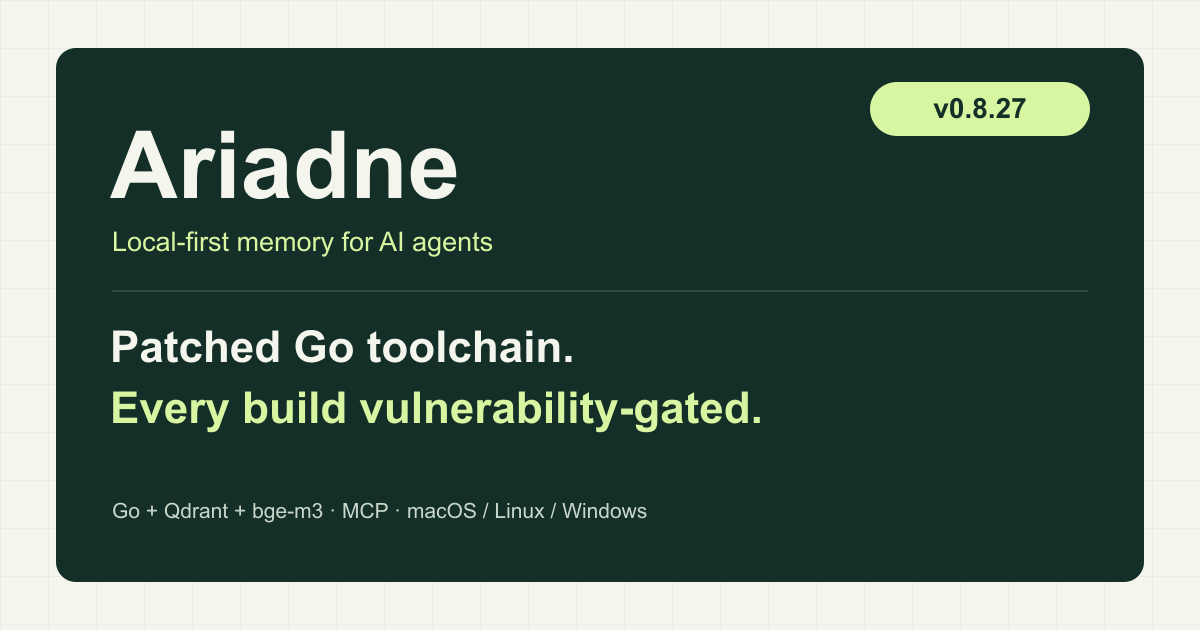 v0.8.27
Ariadne
Local-first memory for AI agents
Patched Go toolchain.
Every build vulnerability-gated.
Go + Qdrant + bge-m3 · MCP · macOS / Linux / Windows